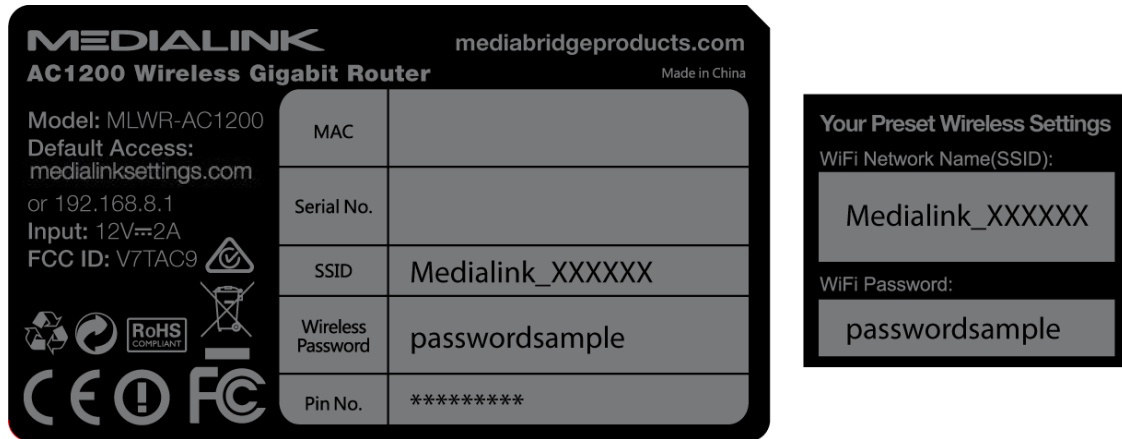 MEDIALINK
mediabridgeproducts.com
AC1200 Wireless Gigabit Router
Made in China
Model: MLWR-AC1200
Default Access:
medialinksettings.com
or 192.168.8.1
Input: 12V⎓2A
FCC ID: V7TAC9
RoHS
COMPLIANT
CE
FC
MAC
Serial No.
SSID Medialink_XXXXXX
Wireless Password passwordsample
Pin No. *********
Your Preset Wireless Settings
WiFi Network Name(SSID):
Medialink_XXXXXX
WiFi Password:
passwordsample